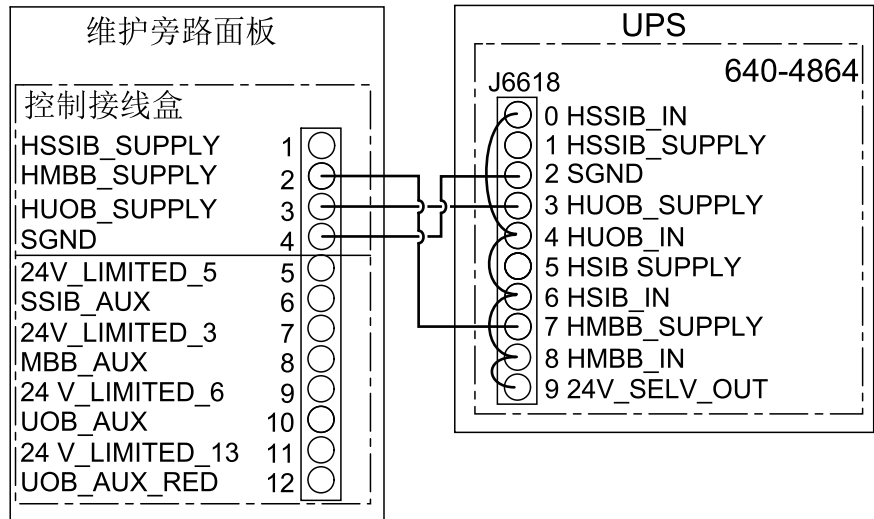 维护旁路面板
控制接线盒
HSSIB_SUPPLY 1
HMBB_SUPPLY 2
HUOB_SUPPLY 3
SGND 4
24V_LIMITED_5 5
SSIB_AUX 6
24V_LIMITED_3 7
MBB_AUX 8
24 V_LIMITED_6 9
UOB_AUX 10
24 V_LIMITED_13 11
UOB_AUX_RED 12
UPS
640-4864
J6618
0 HSSIB_IN
1 HSSIB_SUPPLY
2 SGND
3 HUOB_SUPPLY
4 HUOB_IN
5 HSIB SUPPLY
6 HSIB_IN
7 HMBB_SUPPLY
8 HMBB_IN
9 24V_SELV_OUT